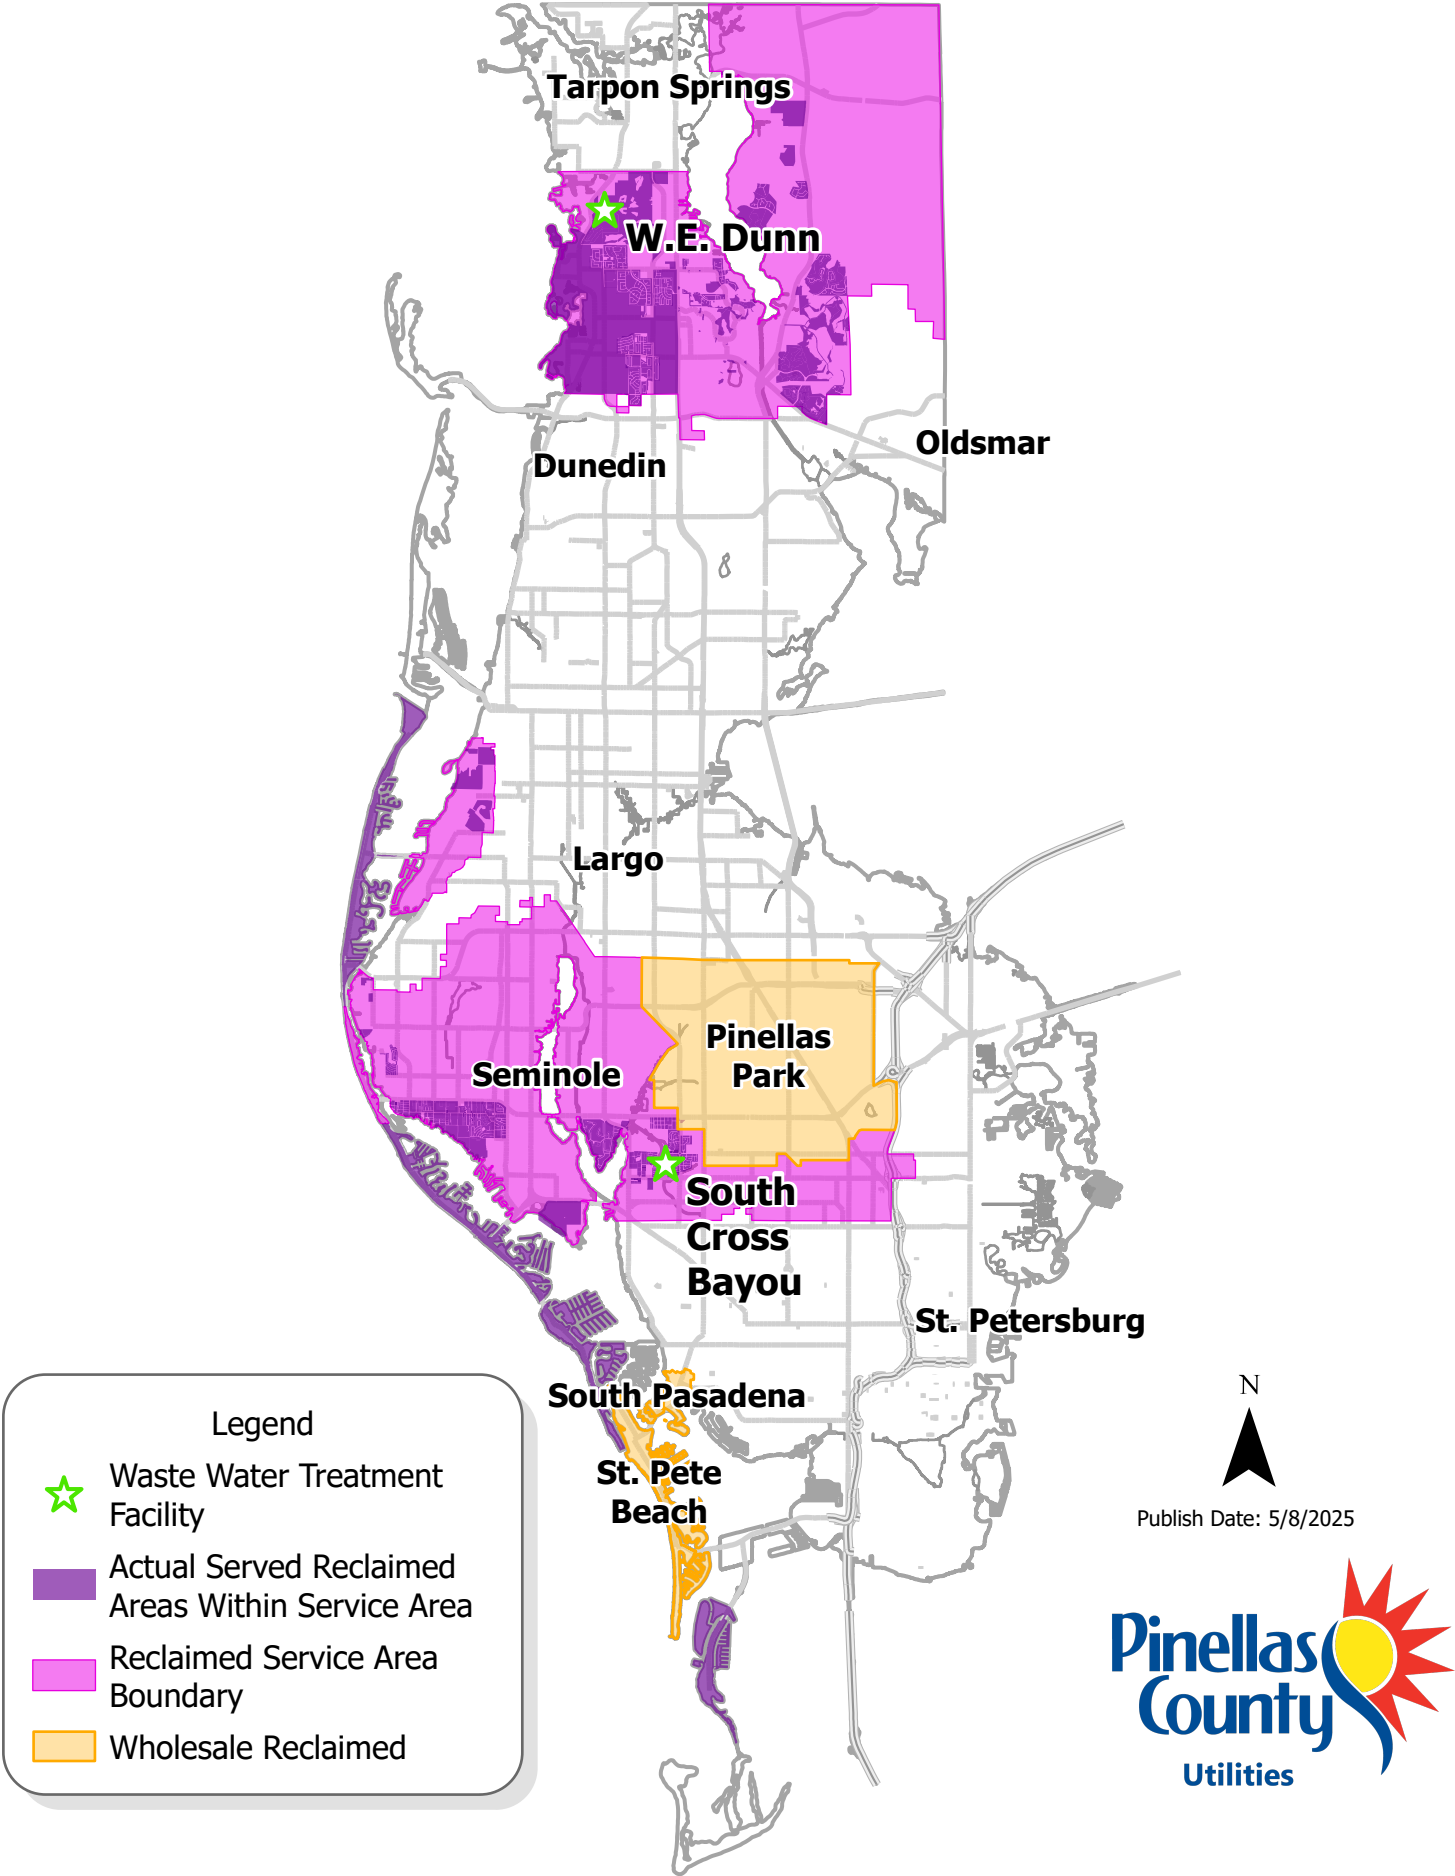 Tarpon Springs
W.E. Dunn
Oldsmar
Dunedin
Largo
Pinellas
Park
Seminole
South
Cross
Bayou
St. Petersburg
South Pasadena
St. Pete
Beach
Legend
Waste Water Treatment
Facility
Actual Served Reclaimed
Areas Within Service Area
Reclaimed Service Area
Boundary
Wholesale Reclaimed
N
Publish Date: 5/8/2025
Pinellas
County
Utilities